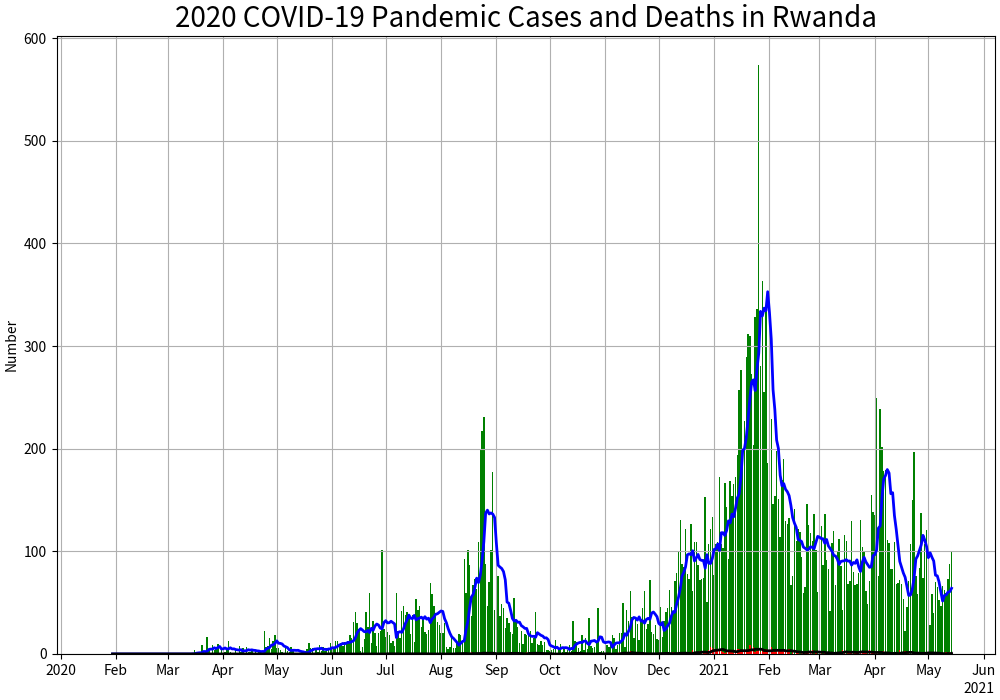 2020 COVID-19 Pandemic Cases and Deaths in Rwanda
600
500
400
300
200
100
0
Number
2020 Feb Mar Apr May Jun Jul Aug Sep Oct Nov Dec 2021 Feb Mar Apr May Jun
2021